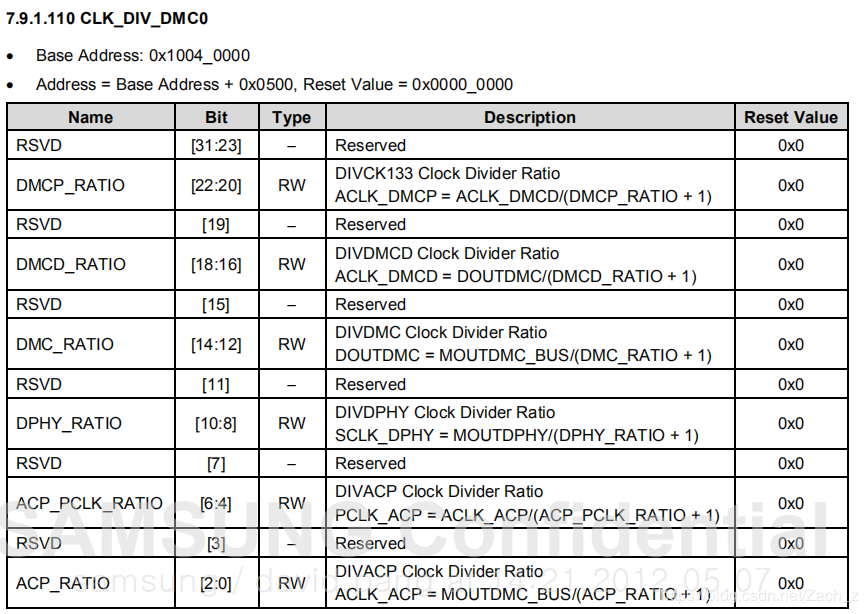 7.9.1.110 CLK_DIV_DMC0
• Base Address: 0x1004_0000
• Address = Base Address + 0x0500, Reset Value = 0x0000_0000
Name Bit Type Description Reset Value
RSVD [31:23] – Reserved 0x0
DMCP_RATIO [22:20] RW DIVCK133 Clock Divider Ratio 0x0
ACLK_DMCP = ACLK_DMCD/(DMCP_RATIO + 1)
RSVD [19] – Reserved 0x0
DMCD_RATIO [18:16] RW DIVDMCD Clock Divider Ratio 0x0
ACLK_DMCD = DOUTDMC/(DMCD_RATIO + 1)
RSVD [15] – Reserved 0x0
DMC_RATIO [14:12] RW DIVDMC Clock Divider Ratio 0x0
DOUTDMC = MOUTDMC_BUS/(DMC_RATIO + 1)
RSVD [11] – Reserved 0x0
DPHY_RATIO [10:8] RW DIVDPHY Clock Divider Ratio 0x0
SCLK_DPHY = MOUTDPHY/(DPHY_RATIO + 1)
RSVD [7] – Reserved 0x0
ACP_PCLK_RATIO [6:4] RW DIVACP Clock Divider Ratio 0x0
PCLK_ACP = ACLK_ACP/(ACP_PCLK_RATIO + 1)
SAMSUNG Confidential
RSVD [3] – Reserved 0x0
ACP_RATIO [2:0] RW DIVACP Clock Divider Ratio 0x0
ACLK_ACP = MOUTDMC_BUS/(ACP_RATIO + 1)
samsung / at 14:21,2012.05.07
https://blog.csdn.net/Zach_z